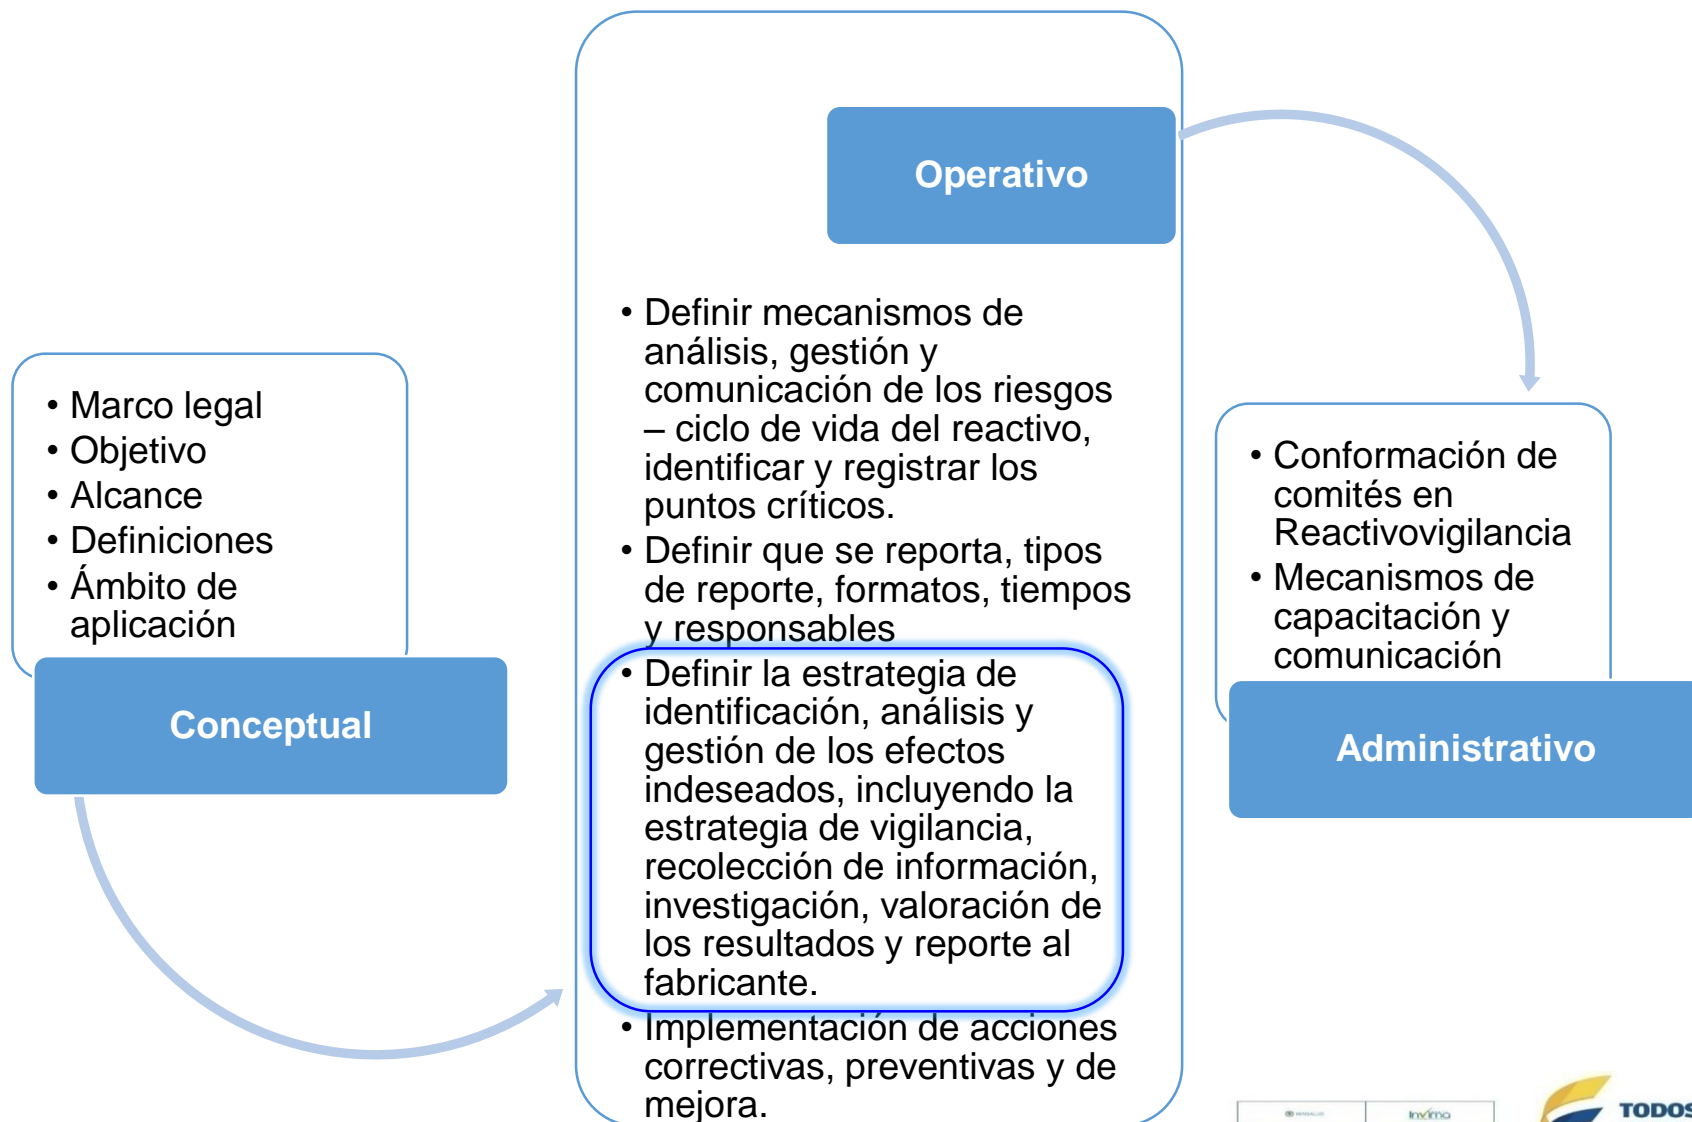 Operativo
• Definir mecanismos de
análisis, gestión y
comunicación de los riesgos
– ciclo de vida del reactivo,
identificar y registrar los
puntos críticos.
• Definir que se reporta, tipos
de reporte, formatos, tiempos
y responsables
• Definir la estrategia de
identificación, análisis y
gestión de los efectos
indeseados, incluyendo la
estrategia de vigilancia,
recolección de información,
investigación, valoración de
los resultados y reporte al
fabricante.
• Implementación de acciones
correctivas, preventivas y de
mejora.
• Marco legal
• Objetivo
• Alcance
• Definiciones
• Ámbito de
aplicación
Conceptual
• Conformación de
comités en
Reactivovigilancia
• Mecanismos de
capacitación y
comunicación
Administrativo
MINSALUD
Invima
TODOS